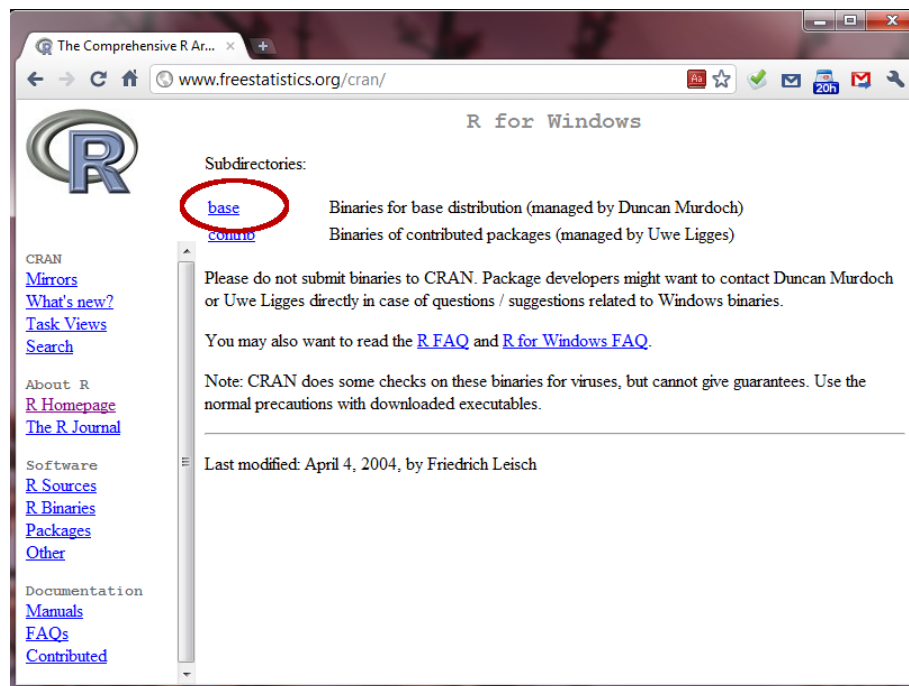 The Comprehensive R Ar...
www.freestatistics.org/cran/
Aa
20h
R
R for Windows
Subdirectories:
base Binaries for base distribution (managed by Duncan Murdoch)
contrib Binaries of contributed packages (managed by Uwe Ligges)
Please do not submit binaries to CRAN. Package developers might want to contact Duncan Murdoch
or Uwe Ligges directly in case of questions / suggestions related to Windows binaries.
You may also want to read the R FAQ and R for Windows FAQ.
Note: CRAN does some checks on these binaries for viruses, but cannot give guarantees. Use the
normal precautions with downloaded executables.
Last modified: April 4, 2004, by Friedrich Leisch
CRAN
Mirrors
What's new?
Task Views
Search
About R
R Homepage
The R Journal
Software
R Sources
R Binaries
Packages
Other
Documentation
Manuals
FAQs
Contributed